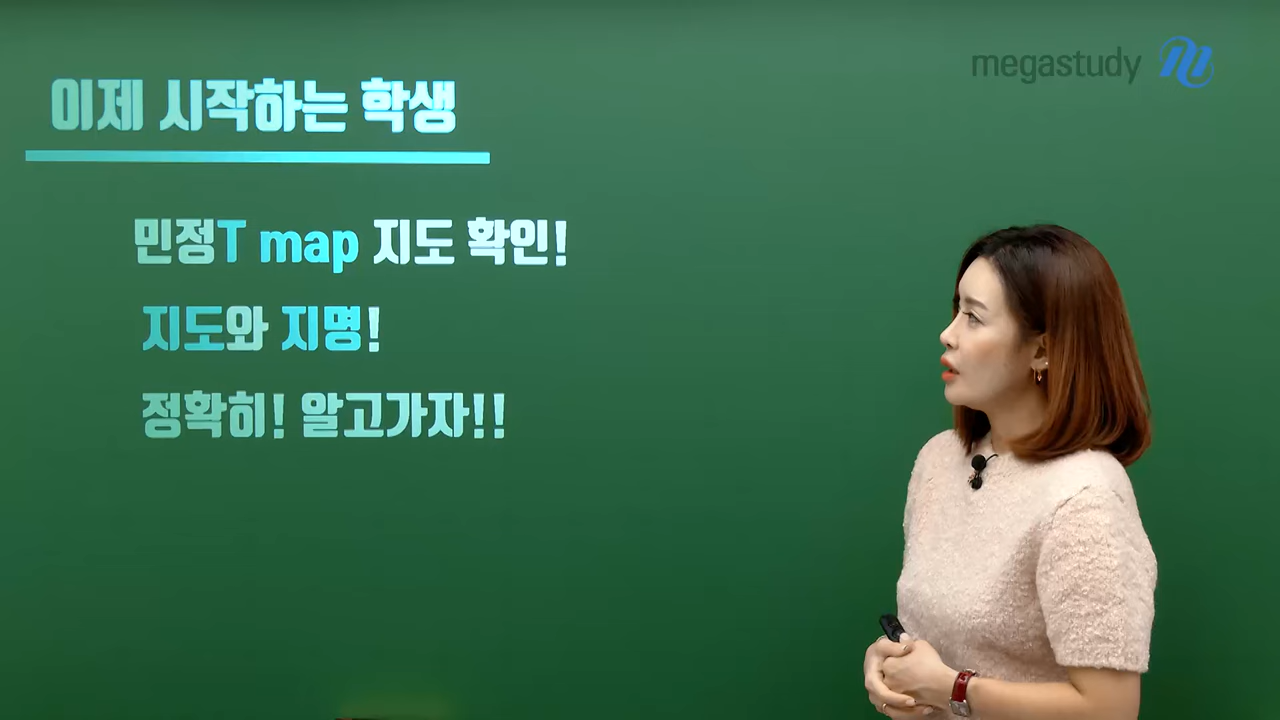 megastudy
이제 시작하는 학생
민정T map 지도 확인!
지도와 지명!
정확히! 알고가자!!